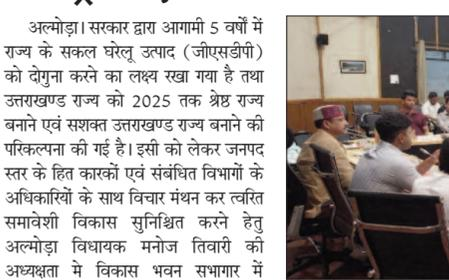 अल्मोड़ा। सरकार द्वारा आगामी 5 वर्षों में
राज्य के सकल घरेलू उत्पाद (जीएसडीपी)
को दोगुना करने का लक्ष्य रखा गया है तथा
उत्तराखण्ड राज्य को 2025 तक श्रेष्ठ राज्य
बनाने एवं सशक्त उत्तराखण्ड राज्य बनाने की
परिकल्पना की गई है। इसी को लेकर जनपद
स्तर के हित कारकों एवं संबंधित विभागों के
अधिकारियों के साथ विचार मंथन कर त्वरित
समावेशी विकास सुनिश्चित करने हेतु
अल्मोड़ा विधायक मनोज तिवारी की
अध्यक्षता मे विकास भवन सभागार में